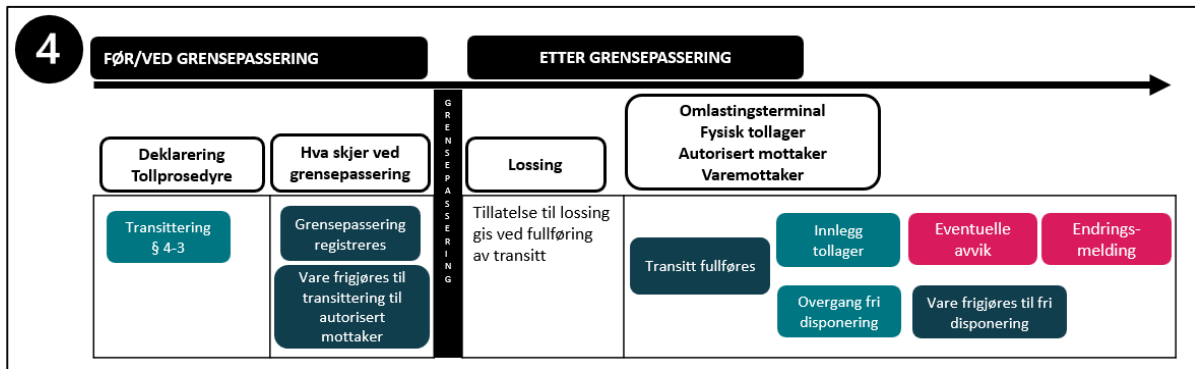 4
FØR/VED GRENSEPASSERING
ETTER GRENSEPASSERING
GRENSEPASSERING
Deklarering
Tollprosedyre
Hva skjer ved
grensepassering
Lossing
Omlastingsterminal
Fysisk tollager
Autorisert mottaker
Varemottaker
Transittering
§ 4-3
Grensepassering
registreres
Vare frigjøres til
transittering til
autorisert
mottaker
Tillatelse til lossing
gis ved fullføring
av transitt
Transitt fullføres
Innlegg
tollager
Eventuelle
avvik
Endrings-
melding
Overgang fri
disponering
Vare frigjøres til fri
disponering